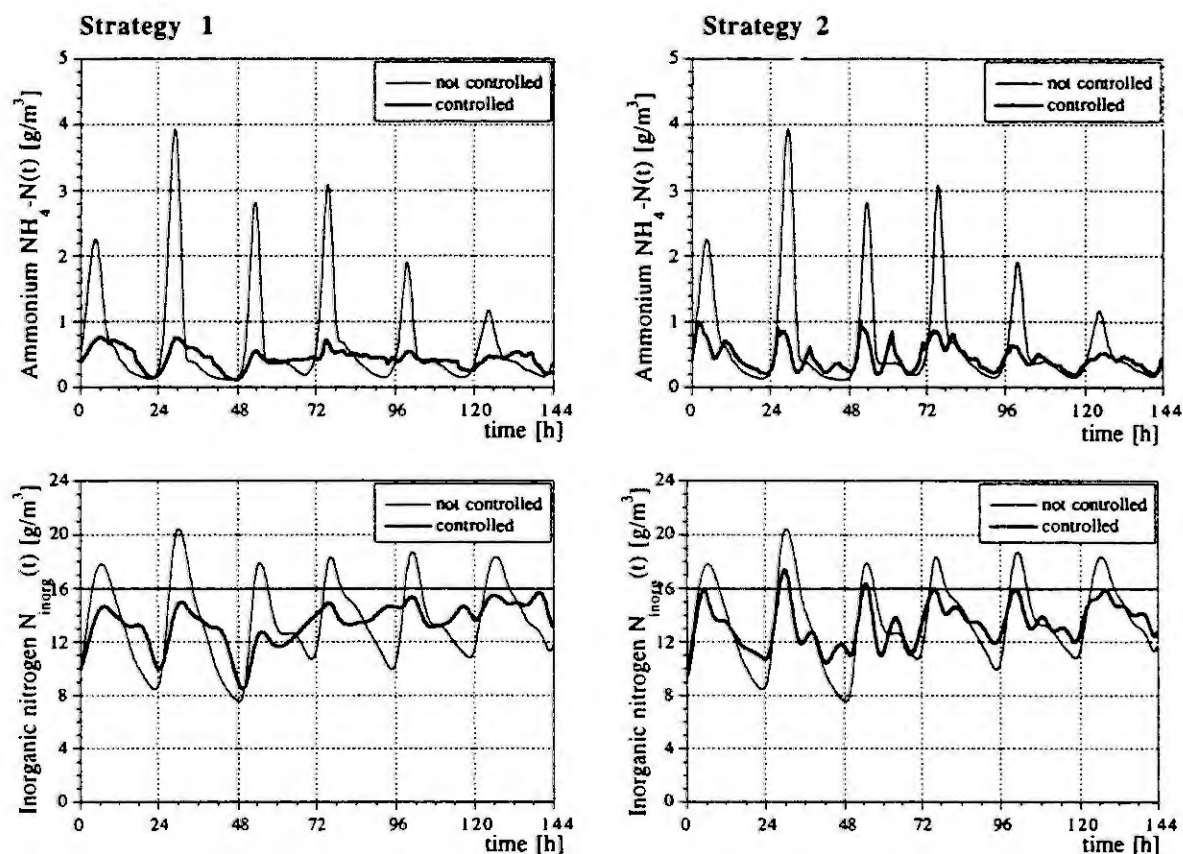 Strategy 1
Strategy 2
Ammonium NH4-N(t) [g/m³]
5
4
3
2
1
0
not controlled
controlled
0 24 48 72 96 120 144
time [h]
Ammonium NH4-N(t) [g/m³]
5
4
3
2
1
0
not controlled
controlled
0 24 48 72 96 120 144
time [h]
Inorganic nitrogen Ninorg(t) [g/m³]
24
20
16
12
8
4
0
not controlled
controlled
0 24 48 72 96 120 144
time [h]
Inorganic nitrogen Ninorg(t) [g/m³]
24
20
16
12
8
4
0
not controlled
controlled
0 24 48 72 96 120 144
time [h]